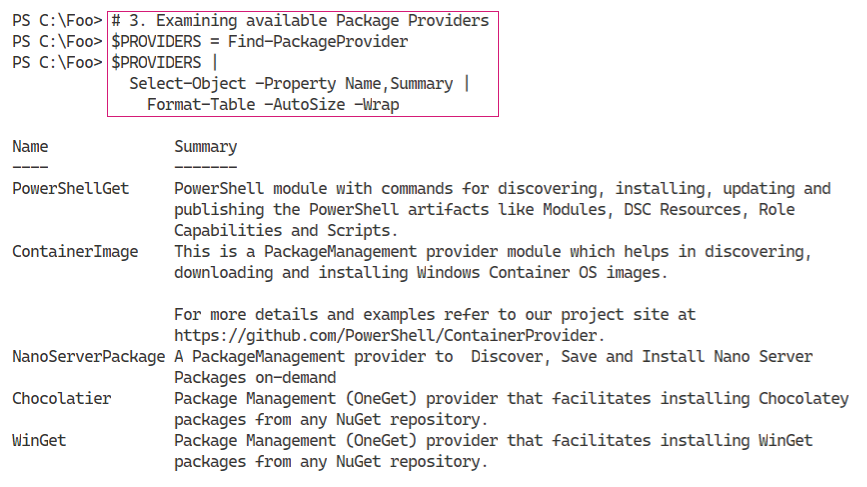 PS C:\Foo> # 3. Examining available Package Providers
PS C:\Foo> $PROVIDERS = Find-PackageProvider
PS C:\Foo> $PROVIDERS |
             Select-Object -Property Name,Summary |
               Format-Table -AutoSize -Wrap

Name              Summary
----              -------
PowerShellGet     PowerShell module with commands for discovering, installing, updating and
                  publishing the PowerShell artifacts like Modules, DSC Resources, Role
                  Capabilities and Scripts.
ContainerImage    This is a PackageManagement provider module which helps in discovering,
                  downloading and installing Windows Container OS images.

                  For more details and examples refer to our project site at
                  https://github.com/PowerShell/ContainerProvider.
NanoServerPackage A PackageManagement provider to  Discover, Save and Install Nano Server
                  Packages on-demand
Chocolatier       Package Management (OneGet) provider that facilitates installing Chocolatey
                  packages from any NuGet repository.
WinGet            Package Management (OneGet) provider that facilitates installing WinGet
                  packages from any NuGet repository.